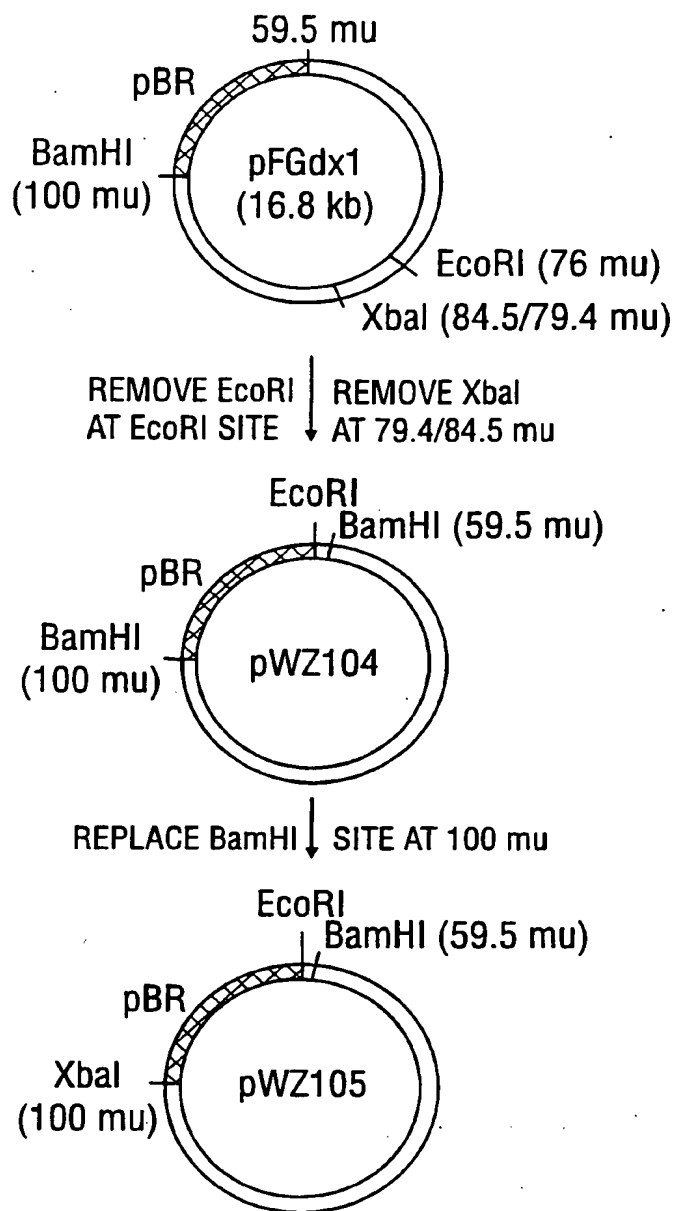 59.5 mu
pBR
BamHI
(100 mu)
pFGdx1
(16.8 kb)
EcoRI (76 mu)
XbaI (84.5/79.4 mu)
REMOVE EcoRI
AT EcoRI SITE
REMOVE XbaI
AT 79.4/84.5 mu
EcoRI
BamHI (59.5 mu)
pBR
BamHI
(100 mu)
pWZ104
REPLACE BamHI SITE AT 100 mu
EcoRI
BamHI (59.5 mu)
pBR
XbaI
(100 mu)
pWZ105